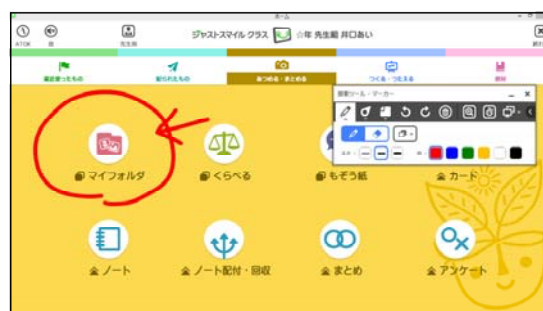 ホーム
ATOK
先生機
ジャストスマイル クラス
☆年 先生組 井口あい
最近使ったもの
配られたもの
あつめる・まとめる
つくる・つたえる
教材
授業ツール - マーカー
マイフォルダ
くらべる
もぞう紙
カード
ノート
ノート配付・回収
まとめ
アンケート